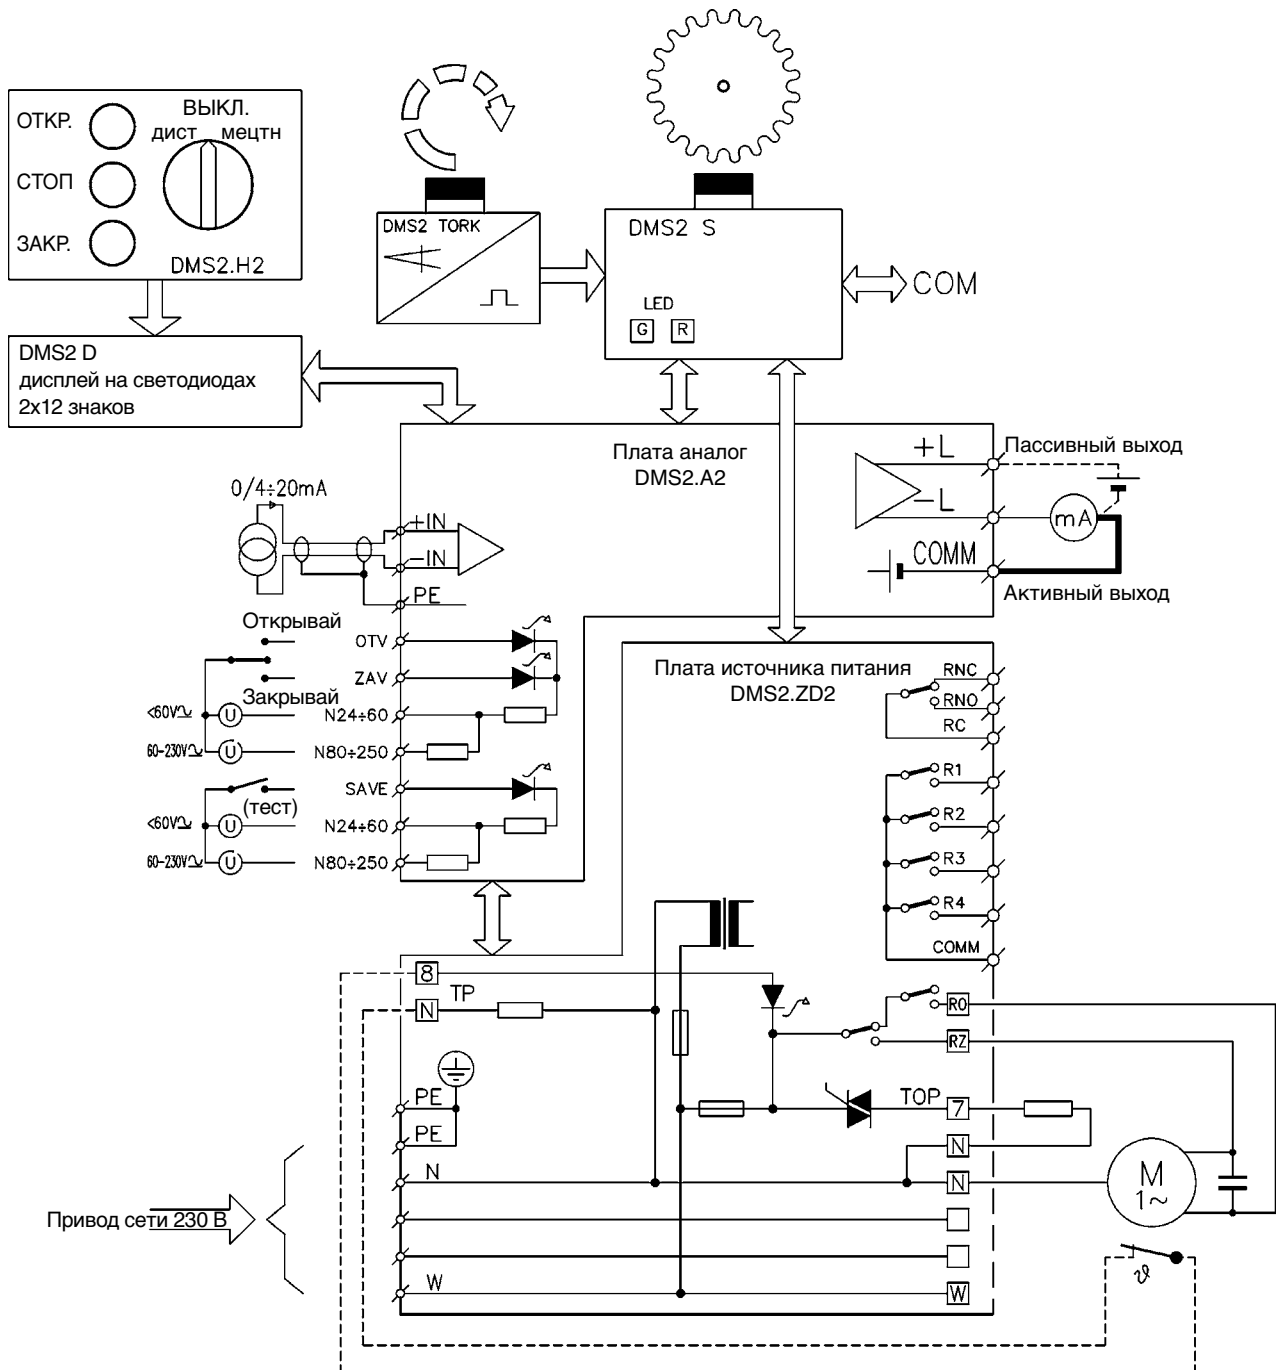 ОТКР.
ВЫКЛ.
дист
мецтн
СТОП
ЗАКР.
DMS2.H2
DMS2 TORK
DMS2 S
LED
G
R
COM
DMS2 D
дисплей на светодиодах
2x12 знаков
Плата аналог
DMS2.A2
+L
Пассивный выход
-L
mA
COMM
Активный выход
0/4÷20mA
+IN
-IN
PE
Открывай
OTV
ZAV
Закрывай
<60V
U
N24÷60
60-230V
U
N80÷250
SAVE
(тест)
<60V
U
N24÷60
60-230V
U
N80÷250
Плата источника питания
DMS2.ZD2
RNC
RNO
RC
R1
R2
R3
R4
COMM
8
TP
N
RO
RZ
PE
TOP
7
PE
N
N
N
M
1~
Привод сети 230 В
W
W
ϑ